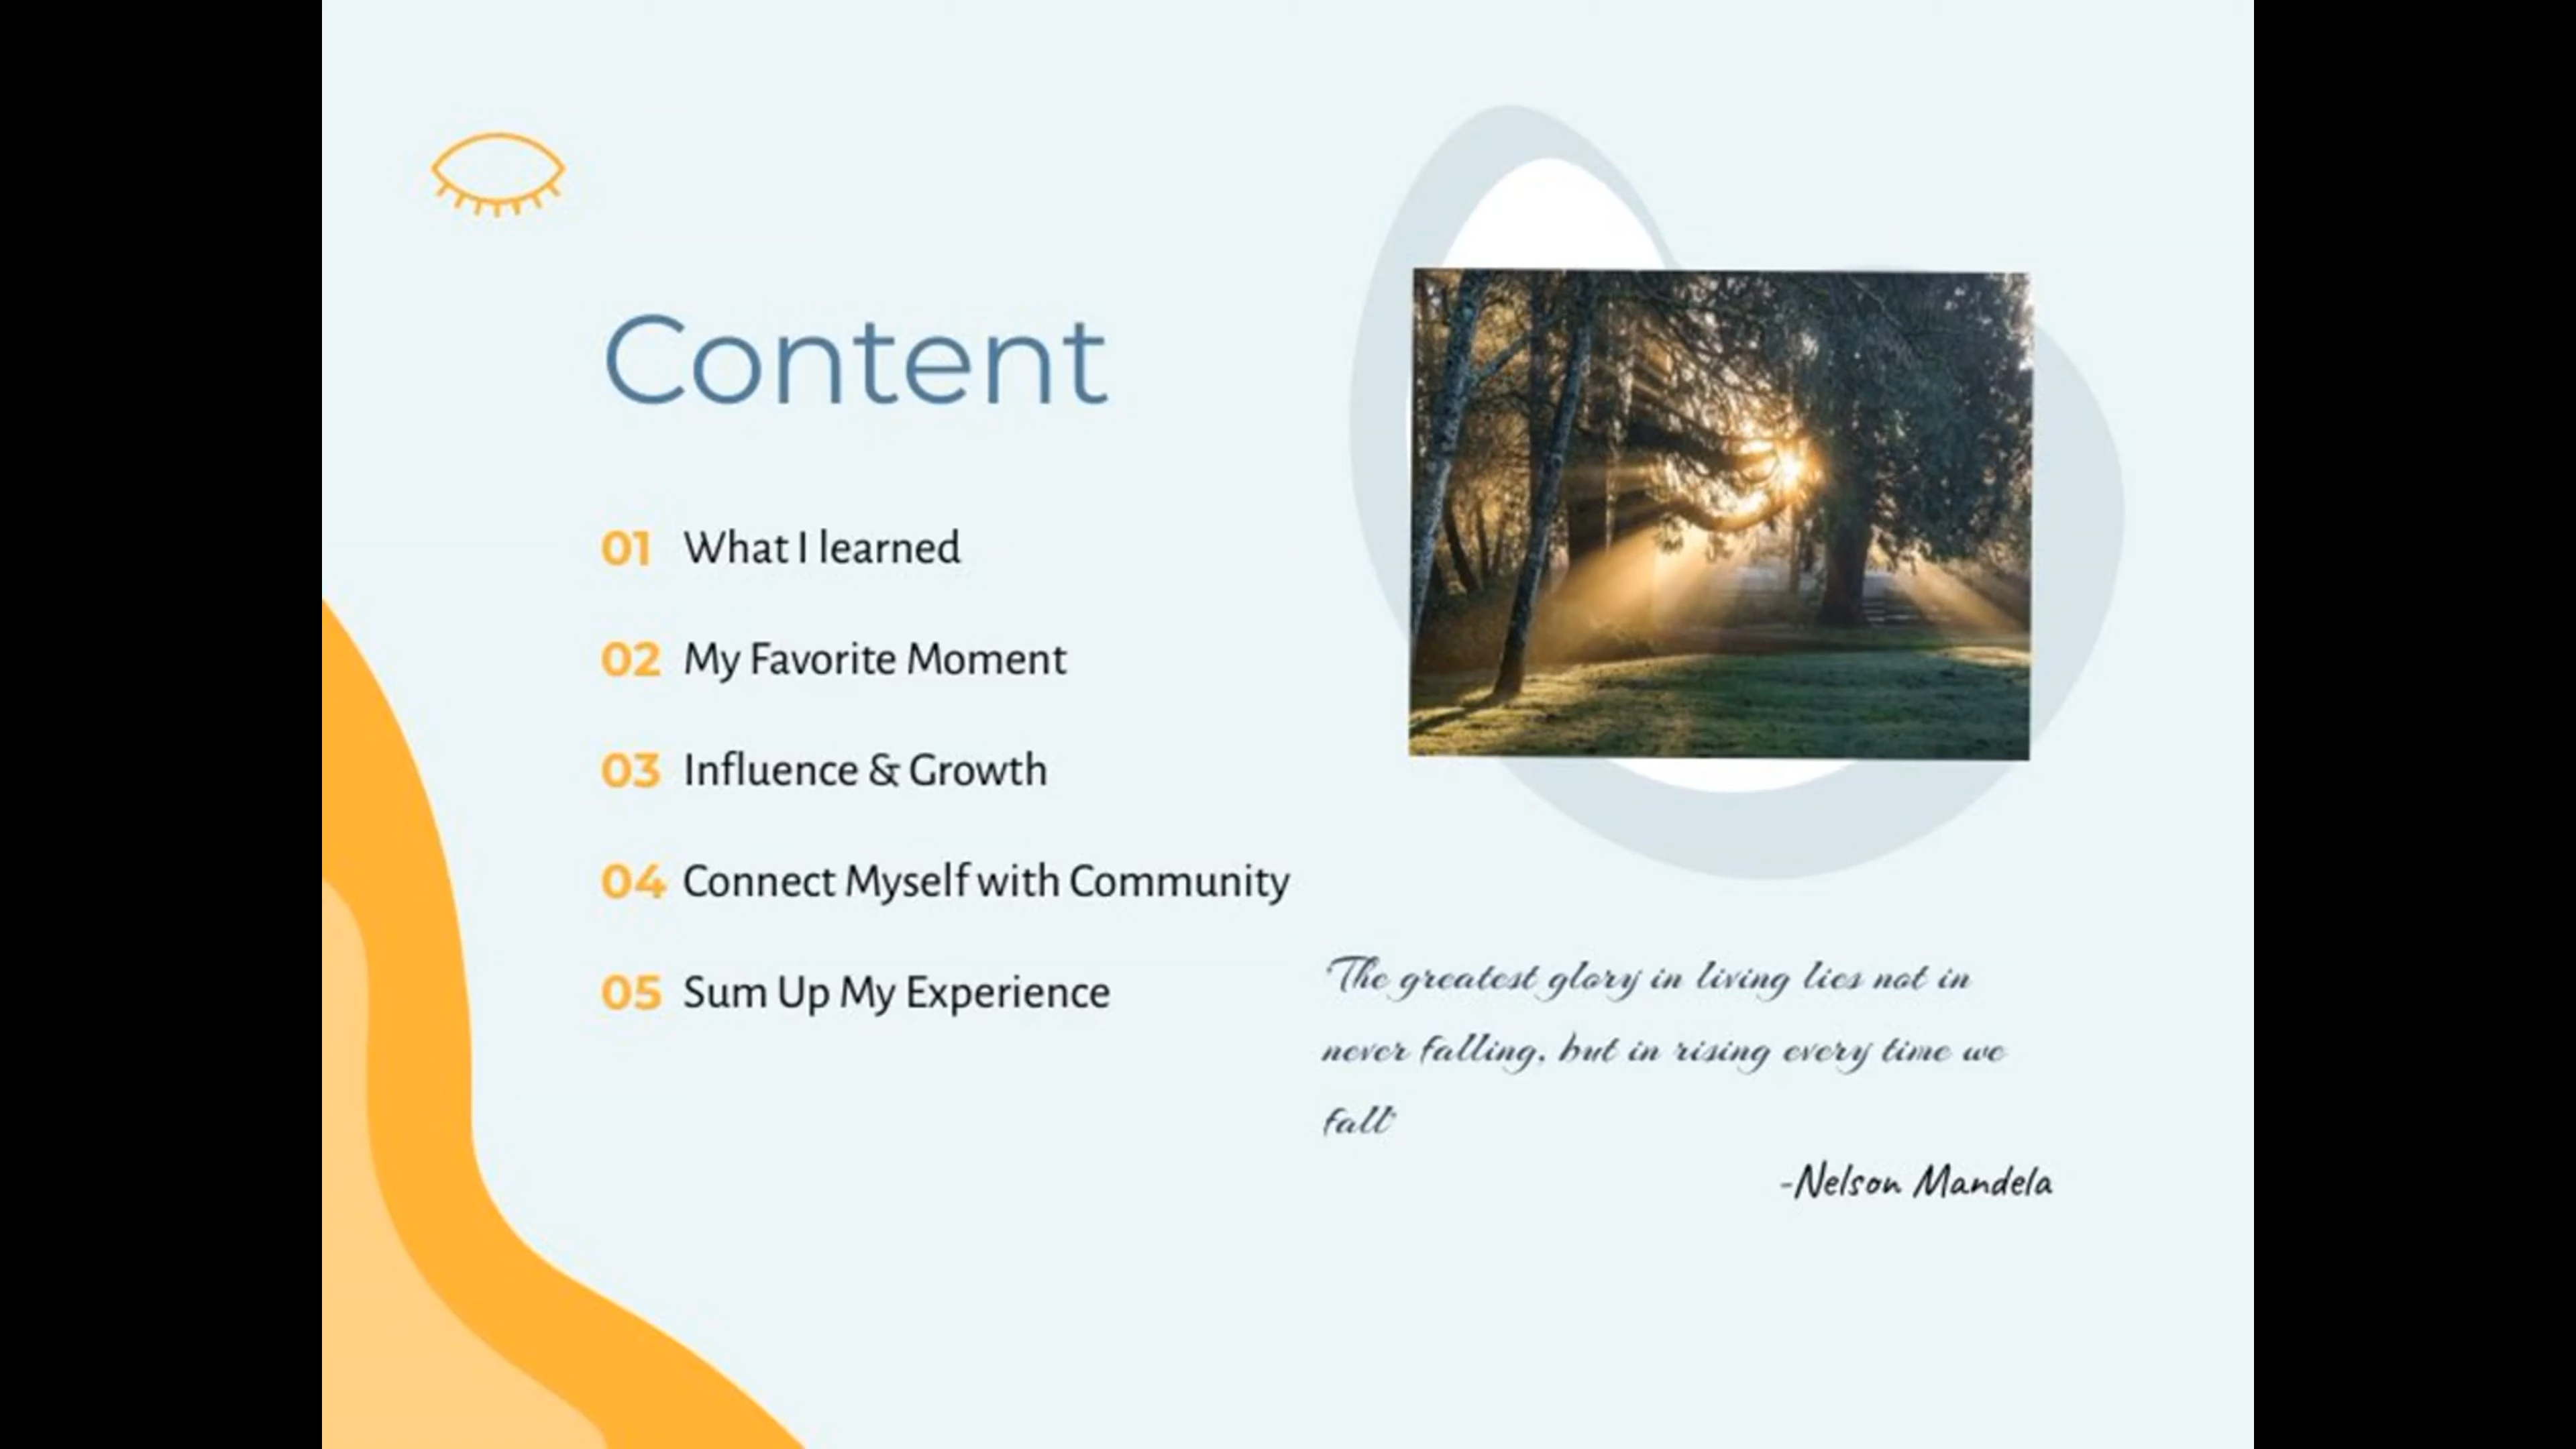 Content
01 What I learned
02 My Favorite Moment
03 Influence & Growth
04 Connect Myself with Community
05 Sum Up My Experience
"The greatest glory in living lies not in
never falling, but in rising every time we
fall"
-Nelson Mandela